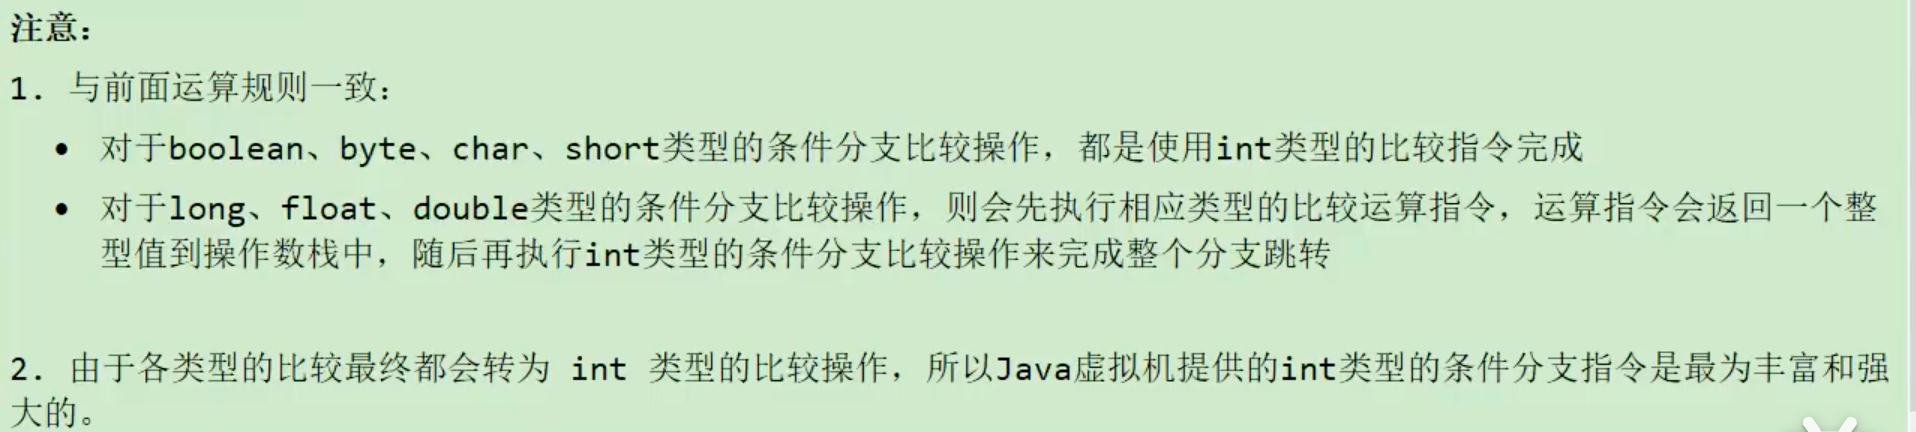 注意：
1. 与前面运算规则一致：
• 对于boolean、byte、char、short类型的条件分支比较操作，都是使用int类型的比较指令完成
• 对于long、float、double类型的条件分支比较操作，则会先执行相应类型的比较运算指令，运算指令会返回一个整
型值到操作数栈中，随后再执行int类型的条件分支比较操作来完成整个分支跳转
2. 由于各类型的比较最终都会转为 int 类型的比较操作，所以Java虚拟机提供的int类型的条件分支指令是最为丰富和强
大的。